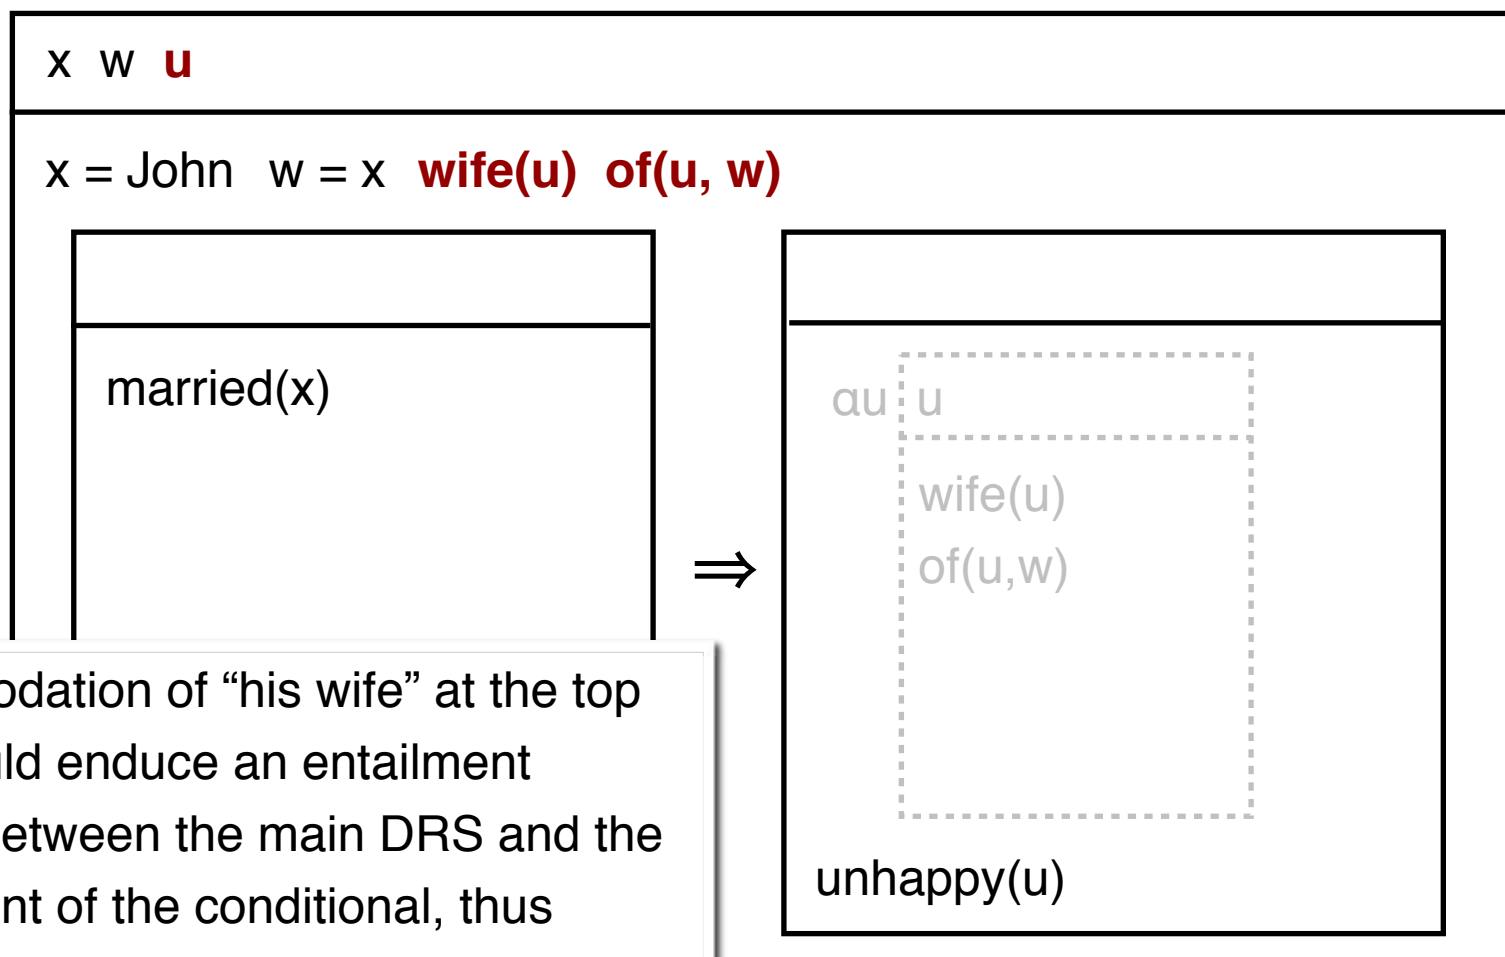 x w u
x = John w = x wife(u) of(u, w)
married(x)
⇒
αu u
wife(u)
of(u,w)
unhappy(u)
odation of “his wife” at the top
ld enduce an entailment
etween the main DRS and the
nt of the conditional, thus